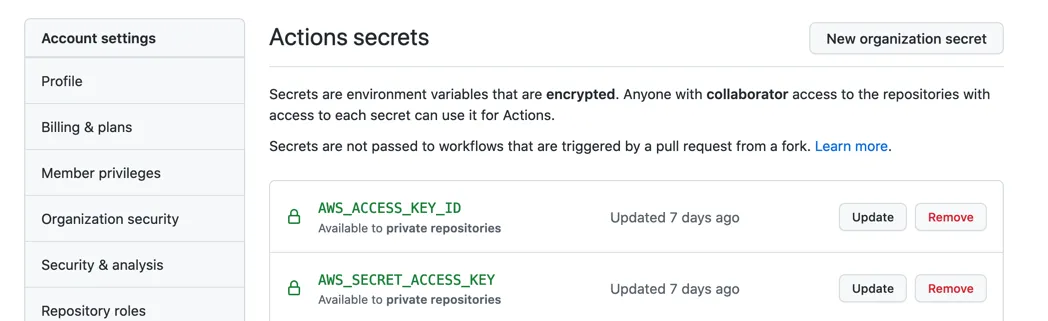 Account settings
Profile
Billing & plans
Member privileges
Organization security
Security & analysis
Repository roles
Actions secrets
New organization secret
Secrets are environment variables that are encrypted. Anyone with collaborator access to the repositories with
access to each secret can use it for Actions.
Secrets are not passed to workflows that are triggered by a pull request from a fork. Learn more.
AWS_ACCESS_KEY_ID
Available to private repositories
Updated 7 days ago
Update
Remove
AWS_SECRET_ACCESS_KEY
Available to private repositories
Updated 7 days ago
Update
Remove